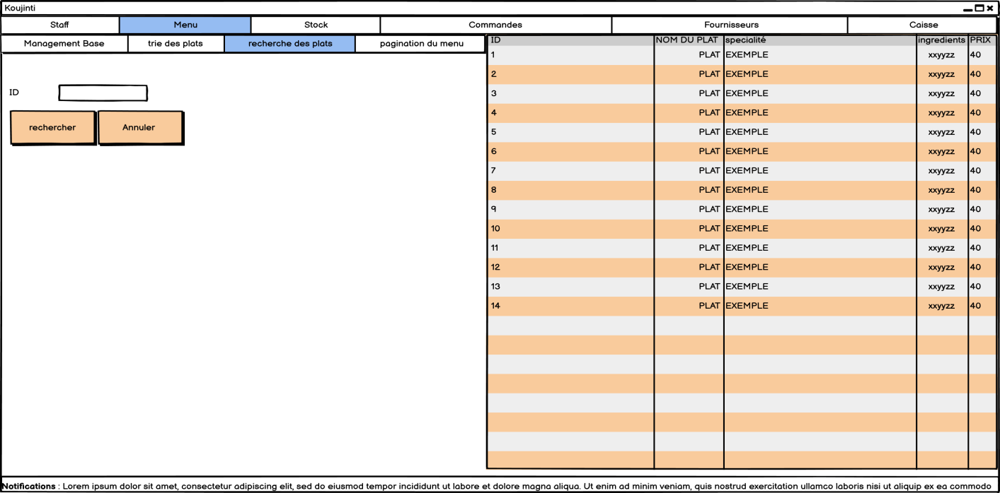 Koujinti
Staff Menu Stock Commandes Fournisseurs Caisse
Management Base trie des plats recherche des plats pagination du menu
ID NOM DU PLAT specialité ingredients PRIX
1 PLAT EXEMPLE xxyyzz 40
2 PLAT EXEMPLE xxyyzz 40
3 PLAT EXEMPLE xxyyzz 40
4 PLAT EXEMPLE xxyyzz 40
5 PLAT EXEMPLE xxyyzz 40
6 PLAT EXEMPLE xxyyzz 40
7 PLAT EXEMPLE xxyyzz 40
8 PLAT EXEMPLE xxyyzz 40
9 PLAT EXEMPLE xxyyzz 40
10 PLAT EXEMPLE xxyyzz 40
11 PLAT EXEMPLE xxyyzz 40
12 PLAT EXEMPLE xxyyzz 40
13 PLAT EXEMPLE xxyyzz 40
14 PLAT EXEMPLE xxyyzz 40
ID
rechercher Annuler
Notifications : Lorem ipsum dolor sit amet, consectetur adipiscing elit, sed do eiusmod tempor incididunt ut labore et dolore magna aliqua. Ut enim ad minim veniam, quis nostrud exercitation ullamco laboris nisi ut aliquip ex ea commodo